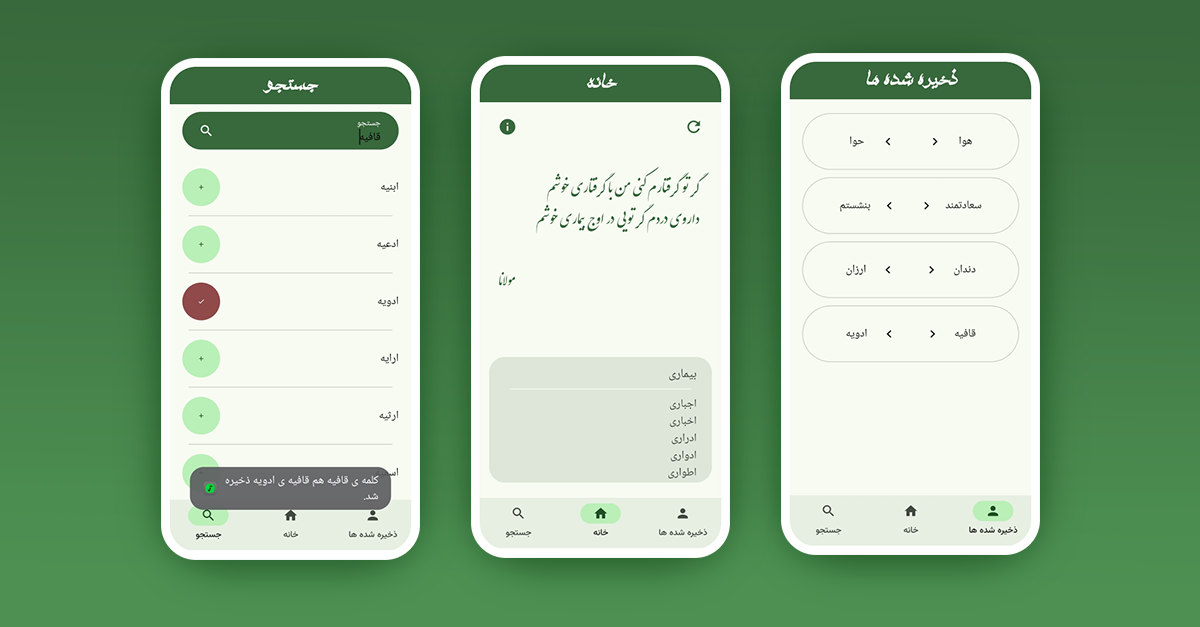 جستجو
جستجو
قافیه
ابنیه
ادعیه
ادویه
ارایه
ارثیه
کلمه ی قافیه هم قافیه ی ادویه ذخیره
شد.
ذخیره شده ها
خانه
جستجو
خانه
گر تو گرفتارم کنی من با گرفتاری خوشم
داروی دردم گر تویی در اوج بیماری خوشم
مولانا
بیماری
اجباری
اخباری
ادراری
ادواری
اطواری
ذخیره شده ها
خانه
جستجو
ذخیره شده ها
هوا > < حوا
سعادتمند > < بنشستم
دندان > < ارزان
قافیه > < ادویه
ذخیره شده ها
خانه
جستجو